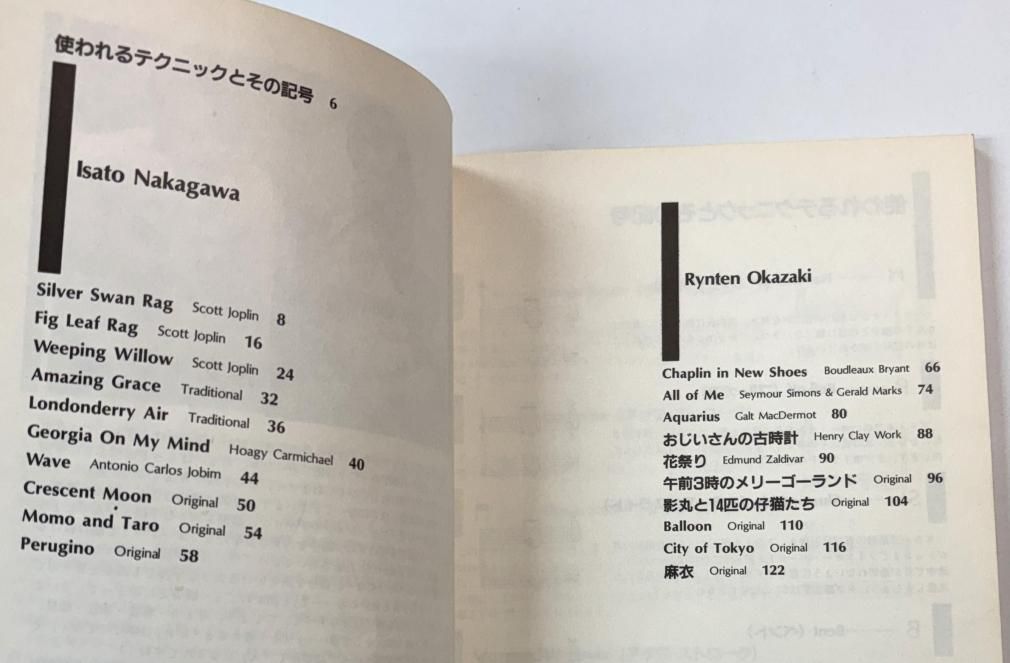 使われるテクニックとその記号 6
Isato Nakagawa
Silver Swan Rag Scott Joplin 8
Fig Leaf Rag Scott Joplin 16
Weeping Willow Scott Joplin 24
Amazing Grace Traditional 32
Londonderry Air Traditional 36
Georgia On My Mind Hoagy Carmichael 40
Wave Antonio Carlos Jobim 44
Crescent Moon Original 50
Momo and Taro Original 54
Perugino Original 58
Rynten Okazaki
Chaplin in New Shoes Boudleaux Bryant 66
All of Me Seymour Simons & Gerald Marks 74
Aquarius Galt MacDermot 80
おじいさんの古時計 Henry Clay Work 88
花祭り Edmund Zaldivar 90
午前3時のメリーゴーランド Original 96
影丸と14匹の仔猫たち Original 104
Balloon Original 110
City of Tokyo Original 116
麻衣 Original 122